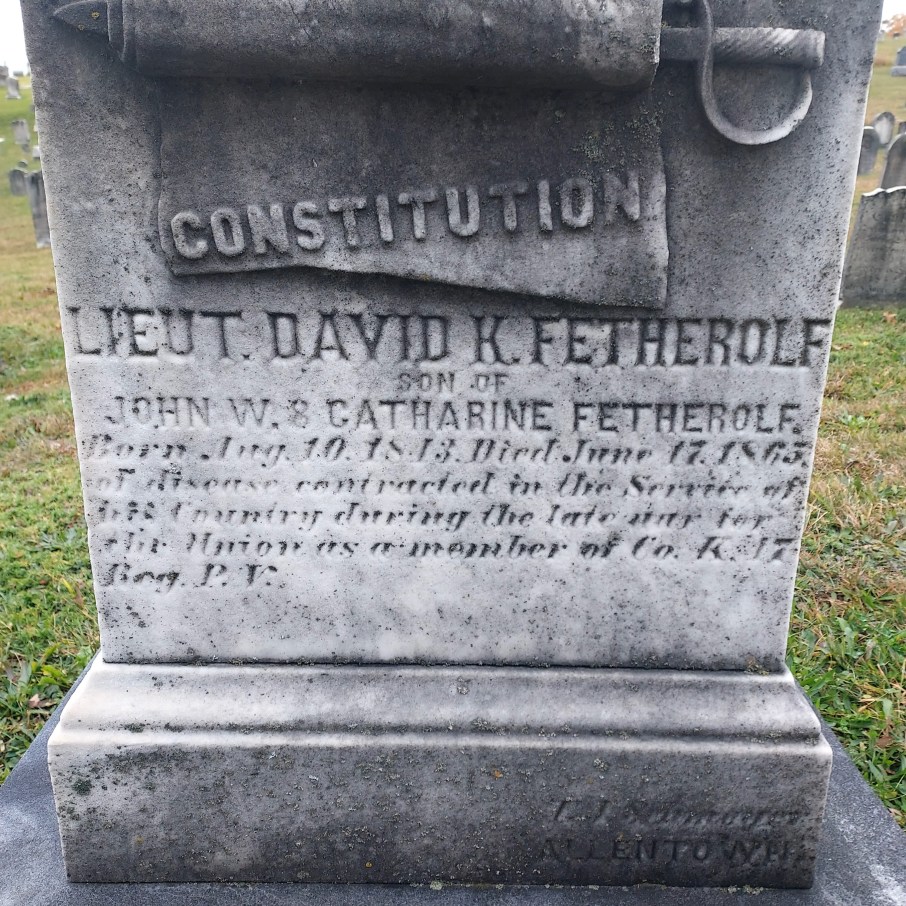 CONSTITUTION
LIEUT. DAVID K. FETHEROLF
SON OF
JOHN W. & CATHARINE FETHEROLF.
Born Aug. 10, 1843. Died June 17, 1865,
of disease contracted in the Service of
his Country during the late war for
the Union as a member of Co. K. 47
Reg. P. V.
ALLENTOWN